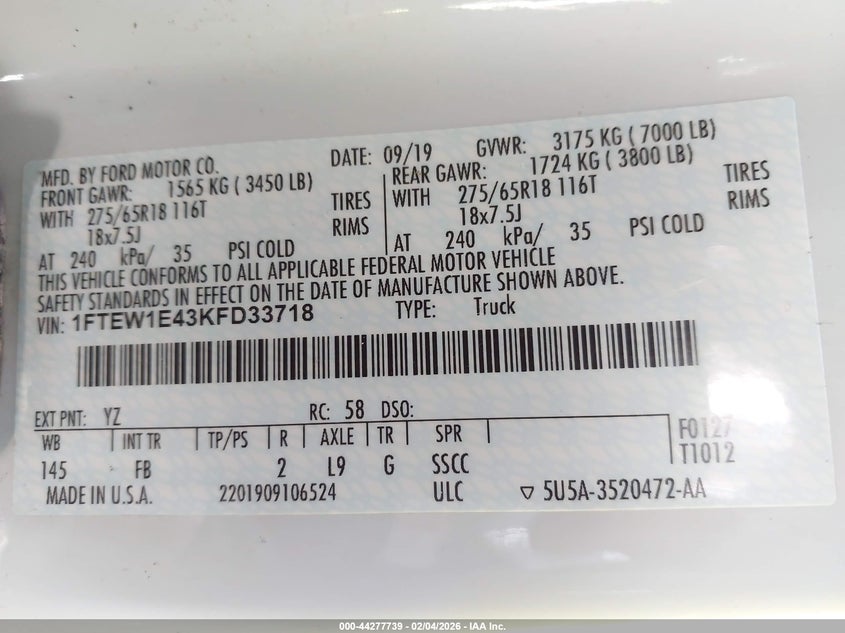 MFD. BY FORD MOTOR CO.
DATE: 09/19 GVWR: 3175 KG ( 7000 LB)
FRONT GAWR: 1565 KG ( 3450 LB)
WITH 275/65R18 116T TIRES
18x7.5J RIMS
AT 240 kPa/ 35 PSI COLD
REAR GAWR: 1724 KG ( 3800 LB)
WITH 275/65R18 116T TIRES
18x7.5J RIMS
AT 240 kPa/ 35 PSI COLD
THIS VEHICLE CONFORMS TO ALL APPLICABLE FEDERAL MOTOR VEHICLE
SAFETY STANDARDS IN EFFECT ON THE DATE OF MANUFACTURE SHOWN ABOVE.
VIN: 1FTEW1E43KFD33718 TYPE: Truck
EXT PNT: YZ RC: 58 DSO:
WB INT TR TP/PS R AXLE TR SPR
145 FB 2 L9 G SSCC
F0127
T1012
MADE IN U.S.A. 2201909106524 ULC ▽ 5U5A-3520472-AA
000-44277739 - 02/04/2026 - IAA Inc.